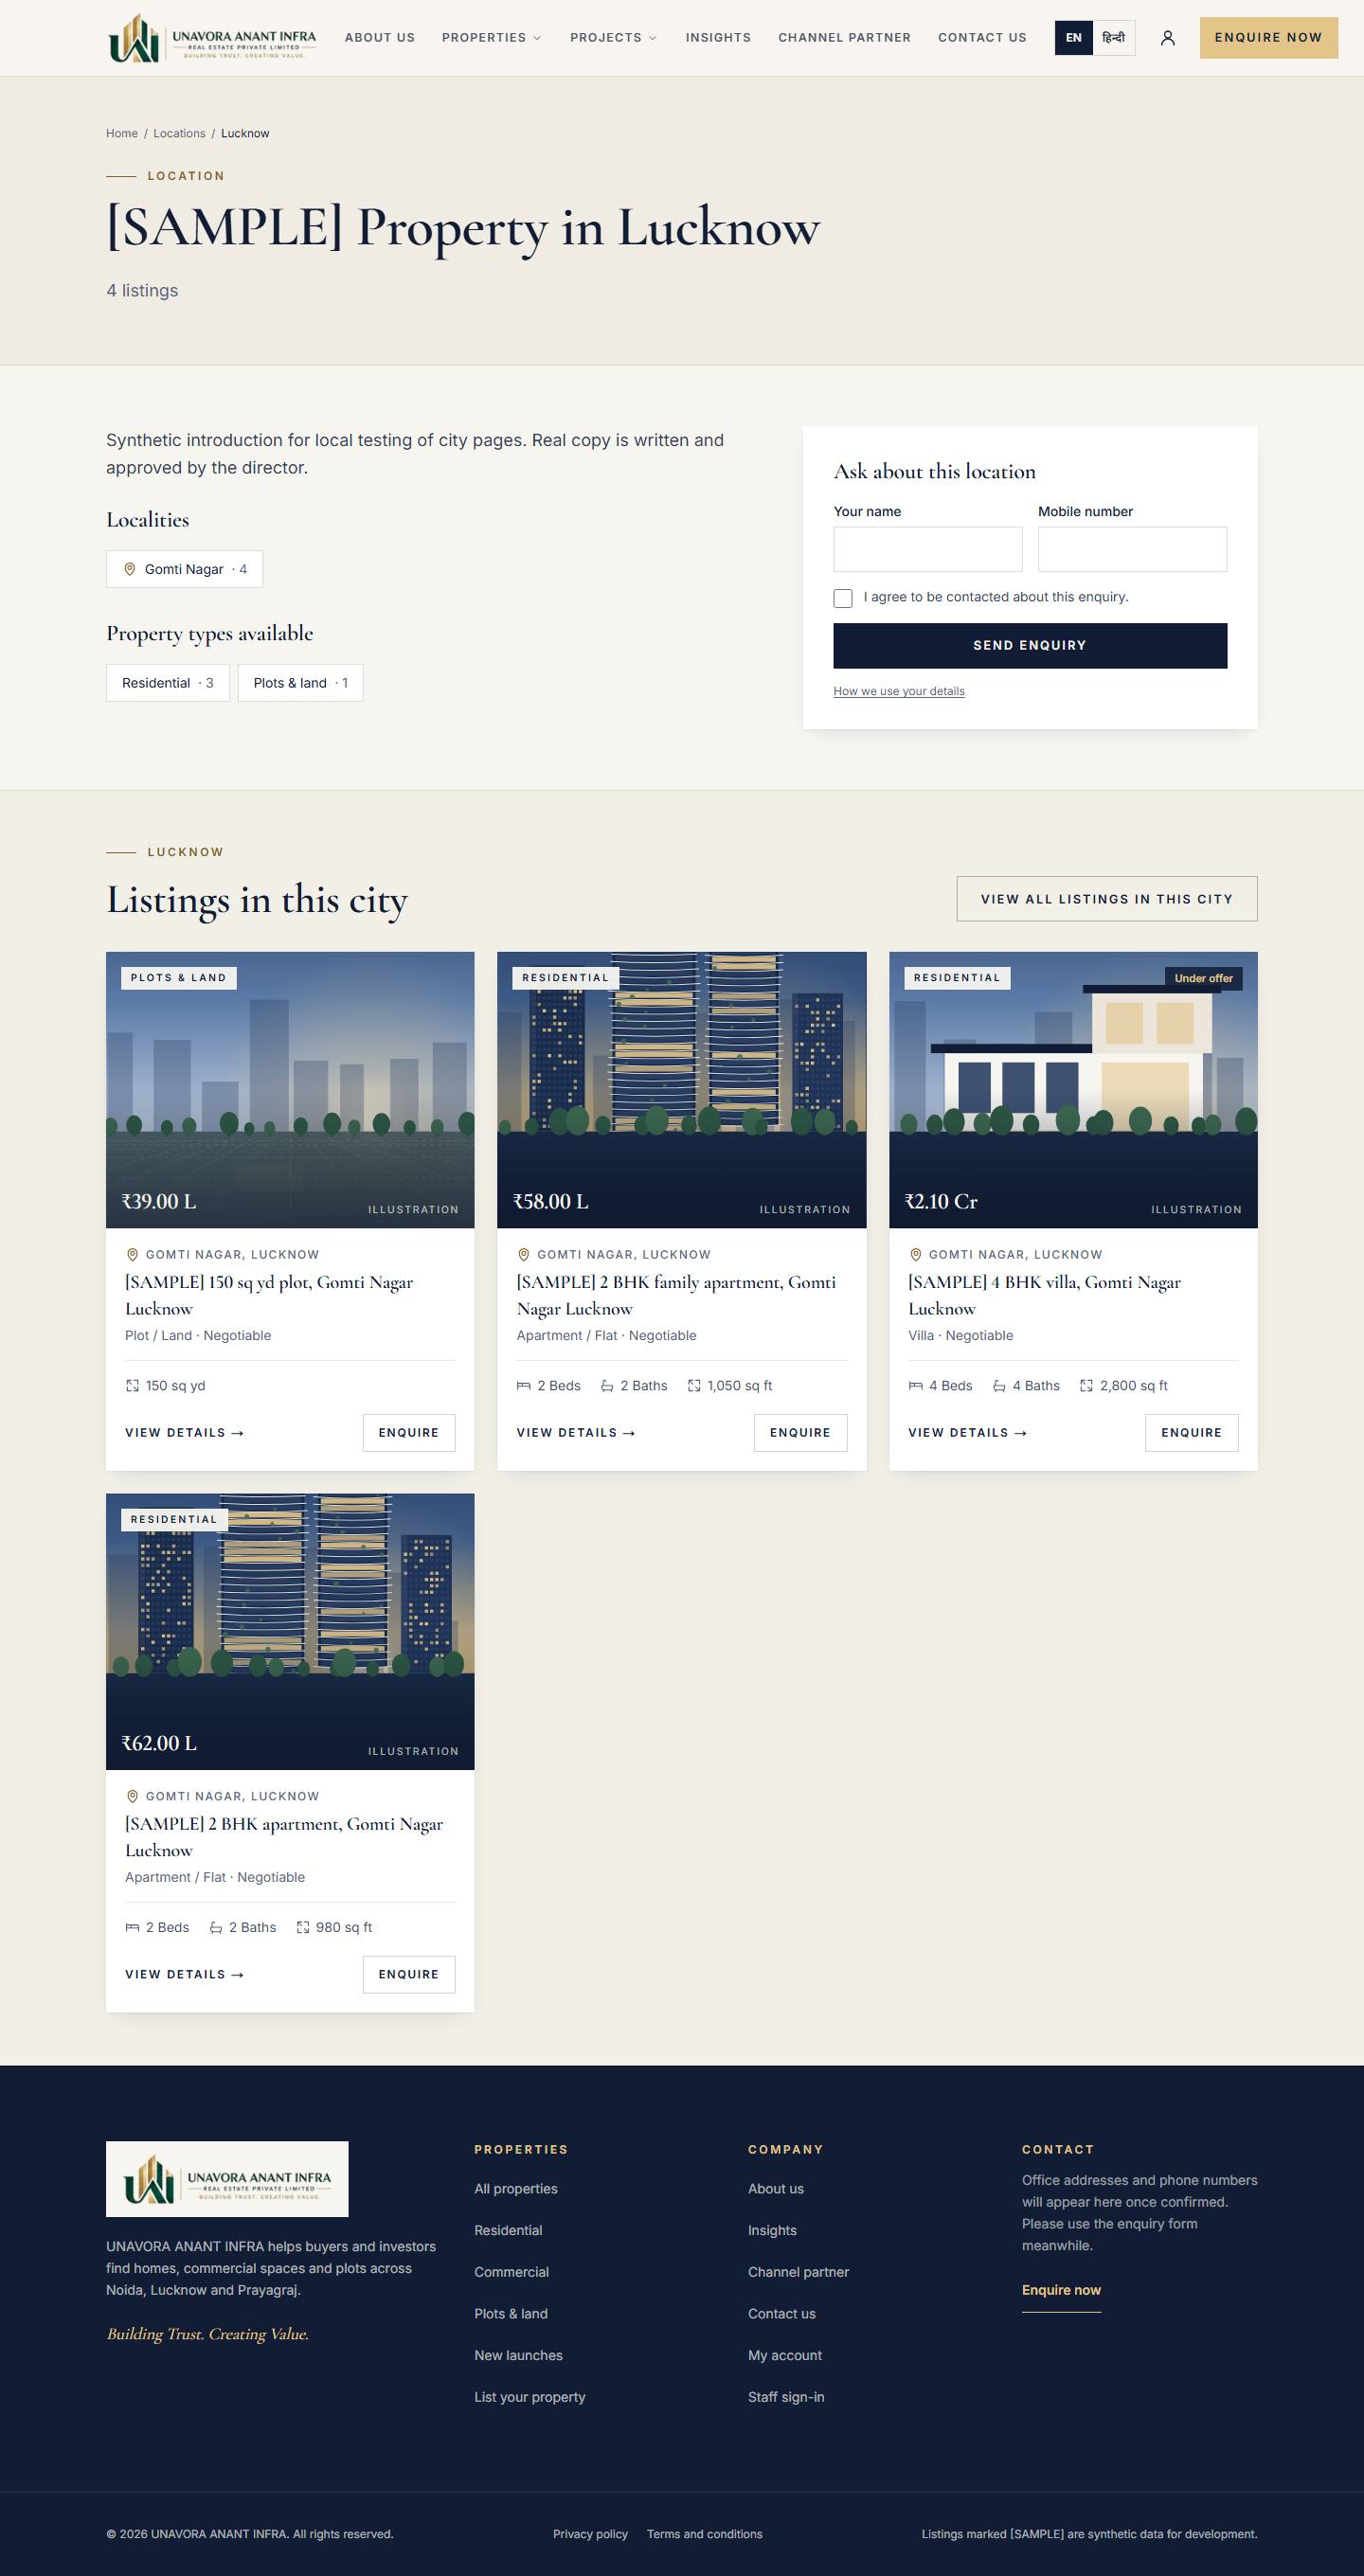 UNAVORA ANANT INFRA
REAL ESTATE PRIVATE LIMITED
BUILDING TRUST. CREATING VALUE.
ABOUT US
PROPERTIES
PROJECTS
INSIGHTS
CHANNEL PARTNER
CONTACT US
EN
हिन्दी
ENQUIRE NOW
Home / Locations / Lucknow
LOCATION
[SAMPLE] Property in Lucknow
4 listings
Synthetic introduction for local testing of city pages. Real copy is written and
approved by the director.
Localities
Gomti Nagar · 4
Property types available
Residential · 3
Plots & land · 1
Ask about this location
Your name
Mobile number
I agree to be contacted about this enquiry.
SEND ENQUIRY
How we use your details
LUCKNOW
Listings in this city
VIEW ALL LISTINGS IN THIS CITY
PLOTS & LAND
₹39.00 L
ILLUSTRATION
GOMTI NAGAR, LUCKNOW
[SAMPLE] 150 sq yd plot, Gomti Nagar
Lucknow
Plot / Land · Negotiable
150 sq yd
VIEW DETAILS →
ENQUIRE
RESIDENTIAL
₹58.00 L
ILLUSTRATION
GOMTI NAGAR, LUCKNOW
[SAMPLE] 2 BHK family apartment, Gomti
Nagar Lucknow
Apartment / Flat · Negotiable
2 Beds
2 Baths
1,050 sq ft
VIEW DETAILS →
ENQUIRE
RESIDENTIAL
Under offer
₹2.10 Cr
ILLUSTRATION
GOMTI NAGAR, LUCKNOW
[SAMPLE] 4 BHK villa, Gomti Nagar
Lucknow
Villa · Negotiable
4 Beds
4 Baths
2,800 sq ft
VIEW DETAILS →
ENQUIRE
RESIDENTIAL
₹62.00 L
ILLUSTRATION
GOMTI NAGAR, LUCKNOW
[SAMPLE] 2 BHK apartment, Gomti Nagar
Lucknow
Apartment / Flat · Negotiable
2 Beds
2 Baths
980 sq ft
VIEW DETAILS →
ENQUIRE
UNAVORA ANANT INFRA
REAL ESTATE PRIVATE LIMITED
BUILDING TRUST. CREATING VALUE.
UNAVORA ANANT INFRA helps buyers and investors
find homes, commercial spaces and plots across
Noida, Lucknow and Prayagraj.
Building Trust. Creating Value.
PROPERTIES
All properties
Residential
Commercial
Plots & land
New launches
List your property
COMPANY
About us
Insights
Channel partner
Contact us
My account
Staff sign-in
CONTACT
Office addresses and phone numbers
will appear here once confirmed.
Please use the enquiry form
meanwhile.
Enquire now
© 2026 UNAVORA ANANT INFRA. All rights reserved.
Privacy policy
Terms and conditions
Listings marked [SAMPLE] are synthetic data for development.